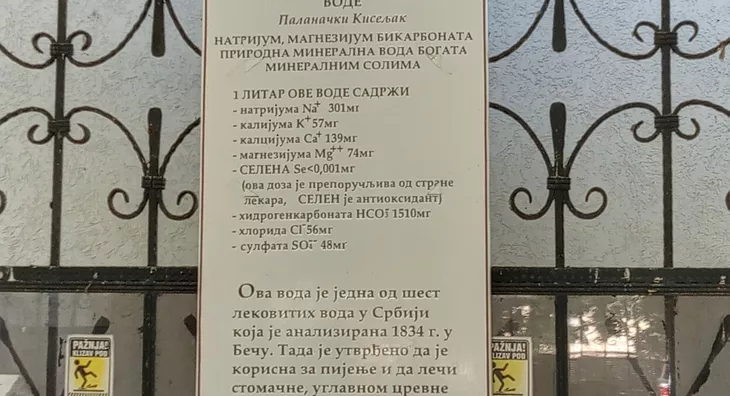 ВОДЕ
Паланачки Кисељак
НАТРИЈУМ, МАГНЕЗИЈУМ БИКАРБОНАТА
ПРИРОДНА МИНЕРАЛНА ВОДА БОГАТА
МИНЕРАЛНИМ СОЛИМА
1 ЛИТАР ОВЕ ВОДЕ САДРЖИ
- натријума Na⁺ 301мг
- калијума K⁺ 57мг
- калцијума Ca⁺ 139мг
- магнезијума Mg⁺⁺ 74мг
- СЕЛЕНА Se<0,001мг
(ова доза је препоручљива од стране
лекара, СЕЛЕН је антиоксидант)
- хидрогенкарбоната HCO₃⁻ 1510мг
- хлорида Cl⁻ 56мг
- сулфата SO₄⁻⁻ 48мг
Ова вода је једна од шест
лековитих вода у Србији
која је анализирана 1834 г. у
Бечу. Тада је утврђено да је
корисна за пијење и да лечи
стомачне, углавном цревне
PAŽNJA!
KLIZAV POD
PAŽNJA!
KLIZAV POD